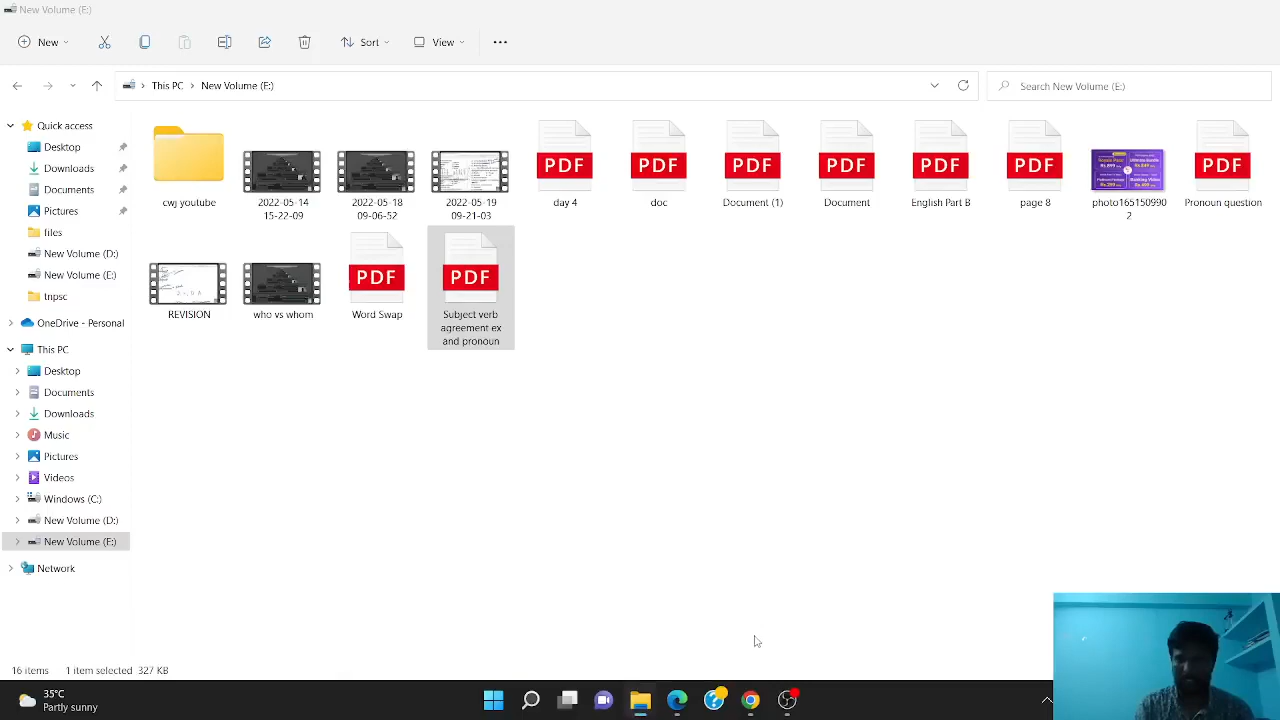 New Volume (E:)
New
Sort
View
This PC
New Volume (E:)
Search New Volume (E:)
Quick access
Desktop
Downloads
Documents
Pictures
files
New Volume (D:)
New Volume (E:)
tnpsc
OneDrive - Personal
This PC
Desktop
Documents
Downloads
Music
Pictures
Videos
Windows (C:)
New Volume (D:)
New Volume (E:)
Network
cwj youtube
2022-05-14
15-22-09
2022-05-18
09-06-52
2022-05-19
09-21-03
PDF
day 4
PDF
doc
PDF
Document (1)
PDF
Document
PDF
English Part B
PDF
page 8
photo165150990
2
PDF
Pronoun question
REVISION
who vs whom
PDF
Word Swap
PDF
Subject verb
agreement ex
and pronoun
16 items
1 item selected
327 KB
35°C
Partly sunny